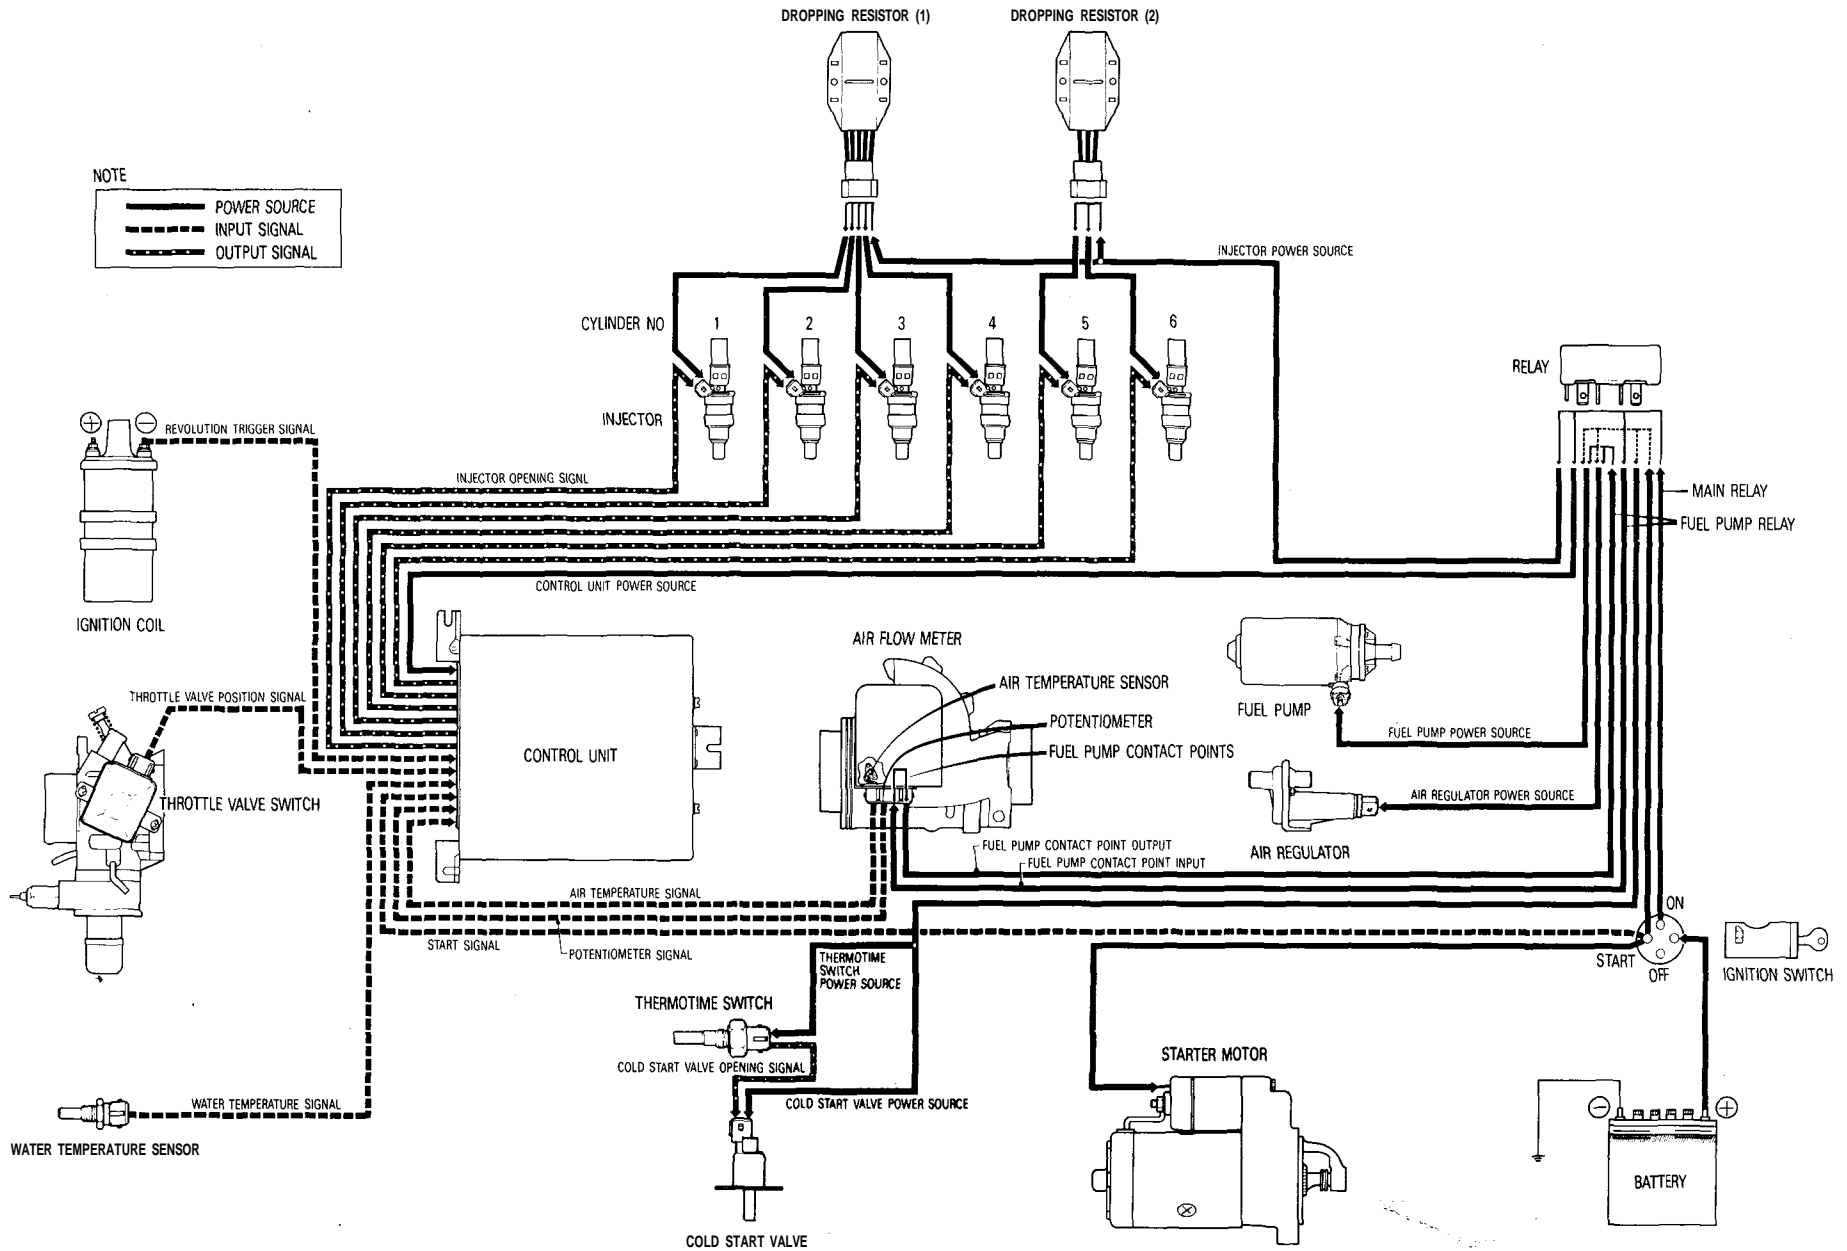 DROPPING RESISTOR (1)
DROPPING RESISTOR (2)
NOTE
POWER SOURCE
INPUT SIGNAL
OUTPUT SIGNAL
INJECTOR POWER SOURCE
CYLINDER NO
1
2
3
4
5
6
RELAY
INJECTOR
+
−
REVOLUTION TRIGGER SIGNAL
INJECTOR OPENING SIGNL
MAIN RELAY
FUEL PUMP RELAY
CONTROL UNIT POWER SOURCE
IGNITION COIL
AIR FLOW METER
AIR TEMPERATURE SENSOR
THROTTLE VALVE POSITION SIGNAL
POTENTIOMETER
FUEL PUMP
FUEL PUMP POWER SOURCE
CONTROL UNIT
FUEL PUMP CONTACT POINTS
THROTTLE VALVE SWITCH
AIR REGULATOR POWER SOURCE
FUEL PUMP CONTACT POINT OUTPUT
AIR REGULATOR
FUEL PUMP CONTACT POINT INPUT
AIR TEMPERATURE SIGNAL
ON
START SIGNAL
POTENTIOMETER SIGNAL
THERMOTIME
SWITCH
POWER SOURCE
START
OFF
IGNITION SWITCH
THERMOTIME SWITCH
STARTER MOTOR
COLD START VALVE OPENING SIGNAL
WATER TEMPERATURE SIGNAL
COLD START VALVE POWER SOURCE
−
+
WATER TEMPERATURE SENSOR
BATTERY
COLD START VALVE